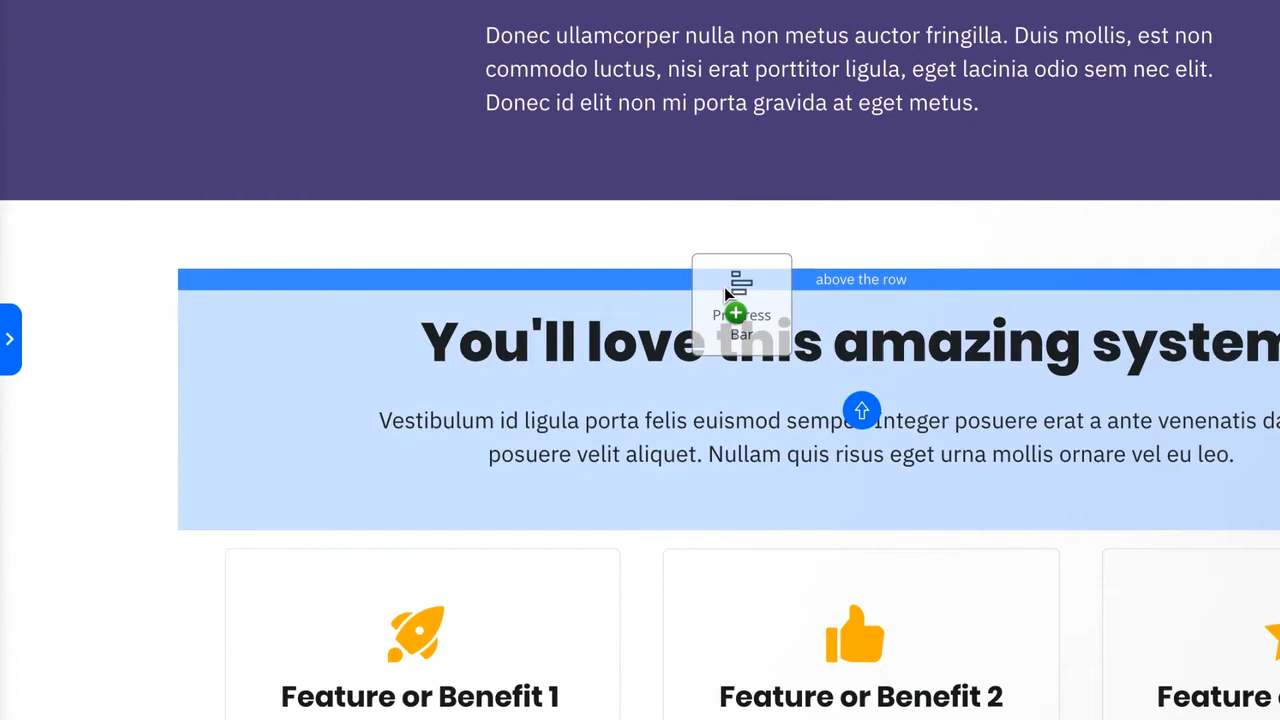 Donec ullamcorper nulla non metus auctor fringilla. Duis mollis, est non
commodo luctus, nisi erat porttitor ligula, eget lacinia odio sem nec elit.
Donec id elit non mi porta gravida at eget metus.
above the row
Progress
Bar
You'll love this amazing system
Vestibulum id ligula porta felis euismod semper. Integer posuere erat a ante venenatis
posuere velit aliquet. Nullam quis risus eget urna mollis ornare vel eu leo.
Feature or Benefit 1
Feature or Benefit 2
Feature